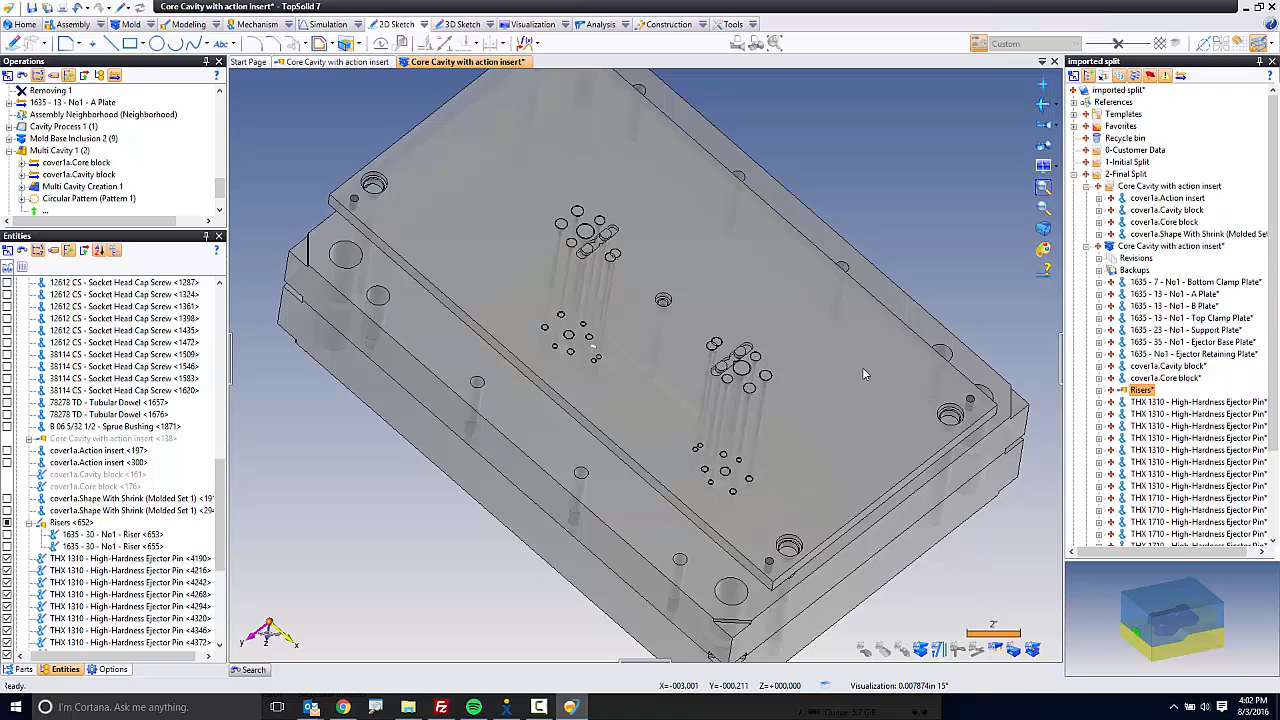 Core Cavity with action insert* - TopSolid 7
Home Assembly Mold Modeling Mechanism Simulation 2D Sketch 3D Sketch Visualization Analysis Construction Tools
Abc Custom
Operations
Start Page Core Cavity with action insert Core Cavity with action insert*
imported split
Removing 1
1635 - 13 - No1 - A Plate
Assembly Neighborhood (Neighborhood)
Cavity Process 1 (1)
Mold Base Inclusion 2 (9)
Multi Cavity 1 (2)
cover1a.Core block
cover1a.Cavity block
Multi Cavity Creation 1
Circular Pattern (Pattern 1)
...
Entities
12612 CS - Socket Head Cap Screw <1287>
12612 CS - Socket Head Cap Screw <1324>
12612 CS - Socket Head Cap Screw <1361>
12612 CS - Socket Head Cap Screw <1398>
12612 CS - Socket Head Cap Screw <1435>
12612 CS - Socket Head Cap Screw <1472>
38114 CS - Socket Head Cap Screw <1509>
38114 CS - Socket Head Cap Screw <1546>
38114 CS - Socket Head Cap Screw <1583>
38114 CS - Socket Head Cap Screw <1620>
78278 TD - Tubular Dowel <1657>
78278 TD - Tubular Dowel <1676>
B 06 5/32 1/2 - Sprue Bushing <1871>
Core Cavity with action insert <138>
cover1a.Action insert <197>
cover1a.Action insert <300>
cover1a.Cavity block <161>
cover1a.Core block <176>
cover1a.Shape With Shrink (Molded Set 1) <19
cover1a.Shape With Shrink (Molded Set 1) <294
Risers <652>
1635 - 30 - No1 - Riser <653>
1635 - 30 - No1 - Riser <655>
THX 1310 - High-Hardness Ejector Pin <4190>
THX 1310 - High-Hardness Ejector Pin <4216>
THX 1310 - High-Hardness Ejector Pin <4242>
THX 1310 - High-Hardness Ejector Pin <4268>
THX 1310 - High-Hardness Ejector Pin <4294>
THX 1310 - High-Hardness Ejector Pin <4320>
THX 1310 - High-Hardness Ejector Pin <4346>
THX 1310 - High-Hardness Ejector Pin <4372>
Parts Entities Options
Search
Ready.
y z x
2"
X=-003.001 Y=-000.211 Z=+000.000 Visualization: 0.007874in 15°
imported split*
References
Templates
Favorites
Recycle bin
0-Customer Data
1-Initial Split
2-Final Split
Core Cavity with action insert
cover1a.Action insert
cover1a.Cavity block
cover1a.Core block
cover1a.Shape With Shrink (Molded Set
Core Cavity with action insert*
Revisions
Backups
1635 - 7 - No1 - Bottom Clamp Plate*
1635 - 13 - No1 - A Plate*
1635 - 13 - No1 - B Plate*
1635 - 13 - No1 - Top Clamp Plate*
1635 - 23 - No1 - Support Plate*
1635 - 35 - No1 - Ejector Base Plate*
1635 - No1 - Ejector Retaining Plate*
cover1a.Cavity block*
cover1a.Core block*
Risers*
THX 1310 - High-Hardness Ejector Pin*
THX 1310 - High-Hardness Ejector Pin*
THX 1310 - High-Hardness Ejector Pin*
THX 1310 - High-Hardness Ejector Pin*
THX 1310 - High-Hardness Ejector Pin*
THX 1310 - High-Hardness Ejector Pin*
THX 1310 - High-Hardness Ejector Pin*
THX 1310 - High-Hardness Ejector Pin*
THX 1710 - High-Hardness Ejector Pin*
THX 1710 - High-Hardness Ejector Pin*
THX 1710 - High-Hardness Ejector Pin*
THX 1710 - High-Hardness Ejector Pin*
I'm Cortana. Ask me anything.
Queue: 5.7 GiB
4:02 PM
8/3/2016